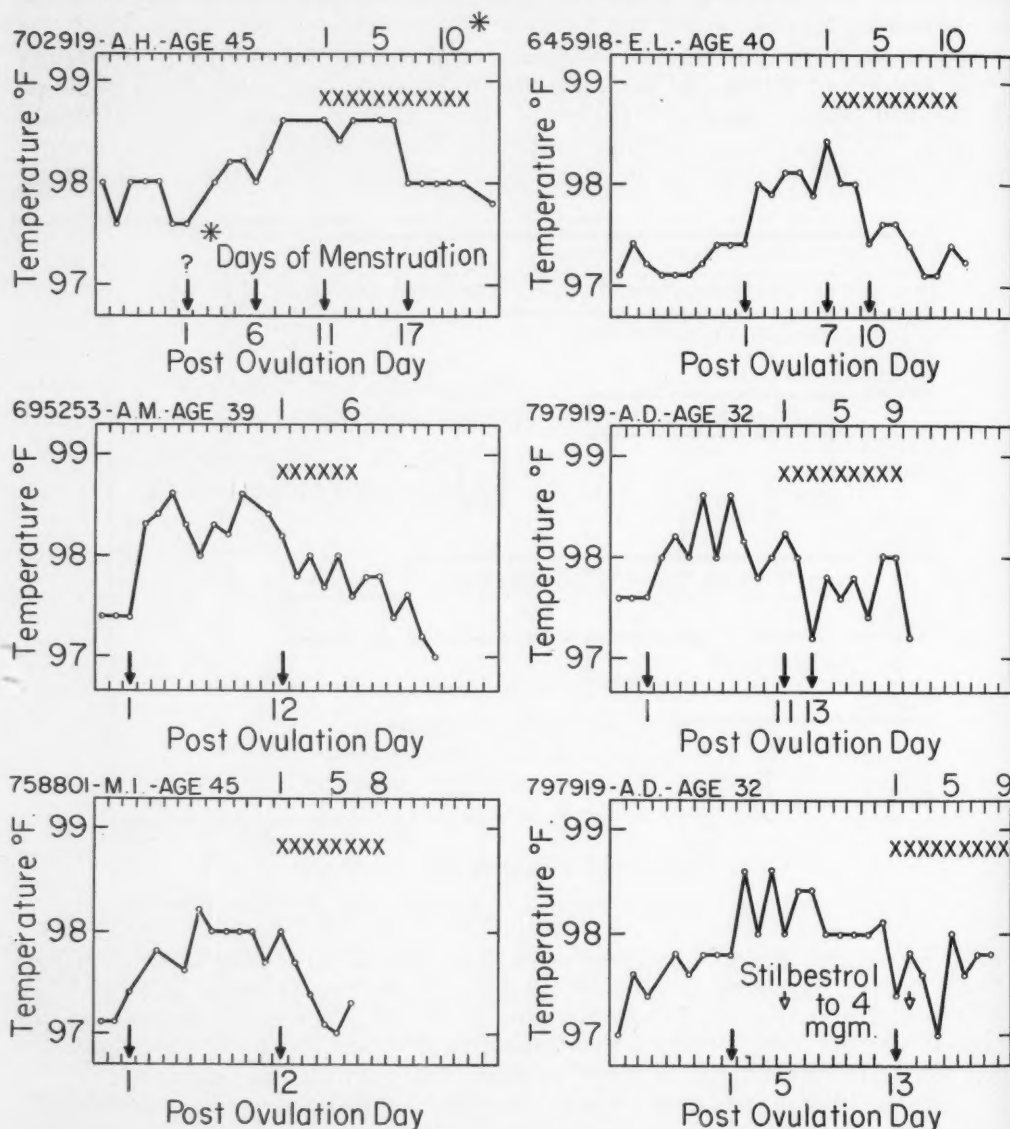 702919-A.H.-AGE 45
1 5 10*
Temperature °F
99
98
97
XXXXXXXXXXX
*Days of Menstruation
?
1 6 11 17
Post Ovulation Day
645918-E.L.-AGE 40
1 5 10
Temperature °F
99
98
97
XXXXXXXXXX
1 7 10
Post Ovulation Day
695253-A.M.-AGE 39
1 6
Temperature °F
99
98
97
XXXXXX
1 12
Post Ovulation Day
797919-A.D.-AGE 32
1 5 9
Temperature °F
99
98
97
XXXXXXXXX
1 11 13
Post Ovulation Day
758801-M.I.-AGE 45
1 5 8
Temperature °F
99
98
97
XXXXXXXX
1 12
Post Ovulation Day
797919-A.D.-AGE 32
1 5 9
Temperature °F
99
98
97
XXXXXXXXX
Stilbestrol
to 4
mgm.
1 5 13
Post Ovulation Day